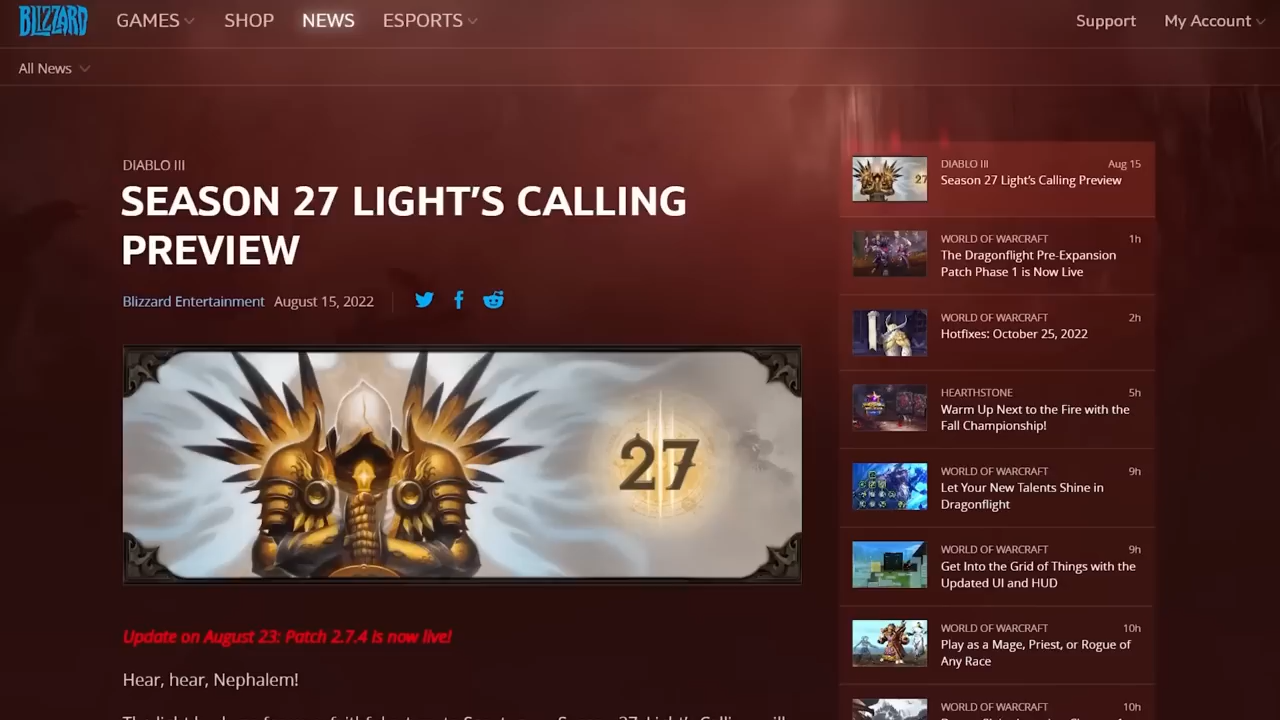 BLIZZARD GAMES SHOP NEWS ESPORTS Support My Account
All News
DIABLO III
SEASON 27 LIGHT'S CALLING
PREVIEW
Blizzard Entertainment August 15, 2022
27
Update on August 23: Patch 2.7.4 is now live!
Hear, hear, Nephalem!
DIABLO III Aug 15
Season 27 Light's Calling Preview
27
WORLD OF WARCRAFT 1h
The Dragonflight Pre-Expansion
Patch Phase 1 is Now Live
WORLD OF WARCRAFT 2h
Hotfixes: October 25, 2022
HEARTHSTONE 5h
Warm Up Next to the Fire with the
Fall Championship!
WORLD OF WARCRAFT 9h
Let Your New Talents Shine in
Dragonflight
WORLD OF WARCRAFT 9h
Get Into the Grid of Things with the
Updated UI and HUD
WORLD OF WARCRAFT 10h
Play as a Mage, Priest, or Rogue of
Any Race
WORLD OF WARCRAFT 10h